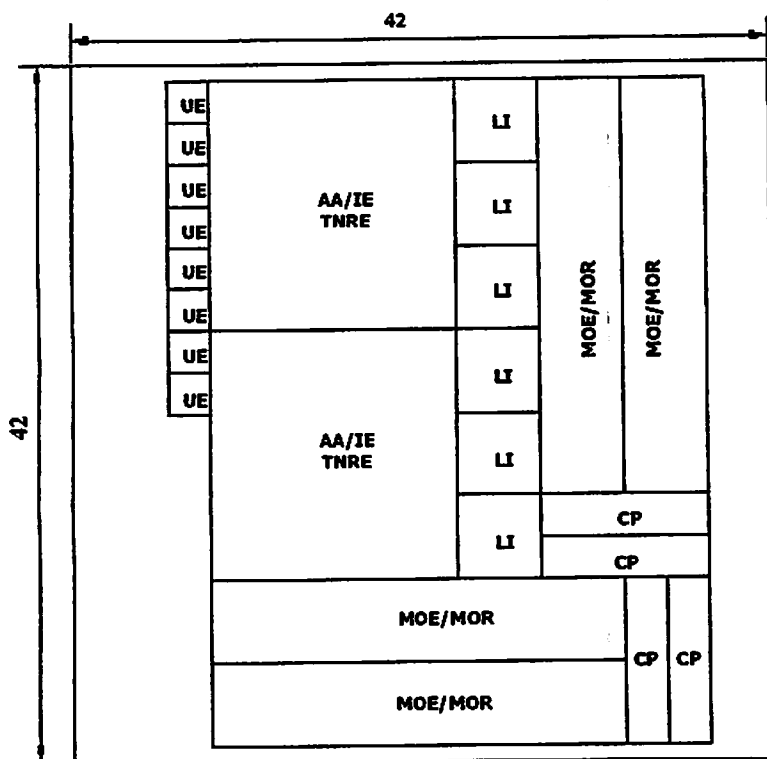 42
UE
LI
UE
UE
AA/IE
TNRE
LI
UE
UE
LI
MOE/MOR
MOE/MOR
UE
UE
LI
UE
42
AA/IE
TNRE
LI
CP
LI
CP
MOE/MOR
CP
CP
MOE/MOR